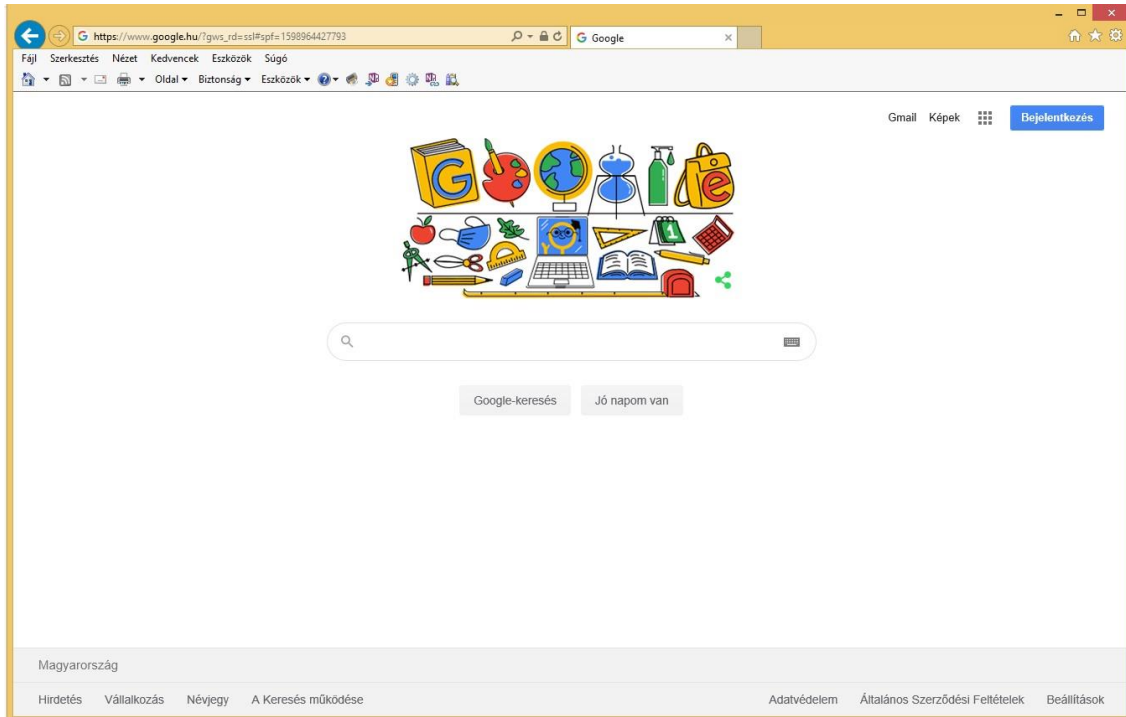 https://www.google.hu/?gws_rd=ssl#spf=1598964427793
G Google
Fájl Szerkesztés Nézet Kedvencek Eszközök Súgó
Oldal Biztonság Eszközök
Gmail Képek Bejelentkezés
G e
1
Google-keresés Jó napom van
Magyarország
Hirdetés Vállalkozás Névjegy A Keresés működése Adatvédelem Általános Szerződési Feltételek Beállítások